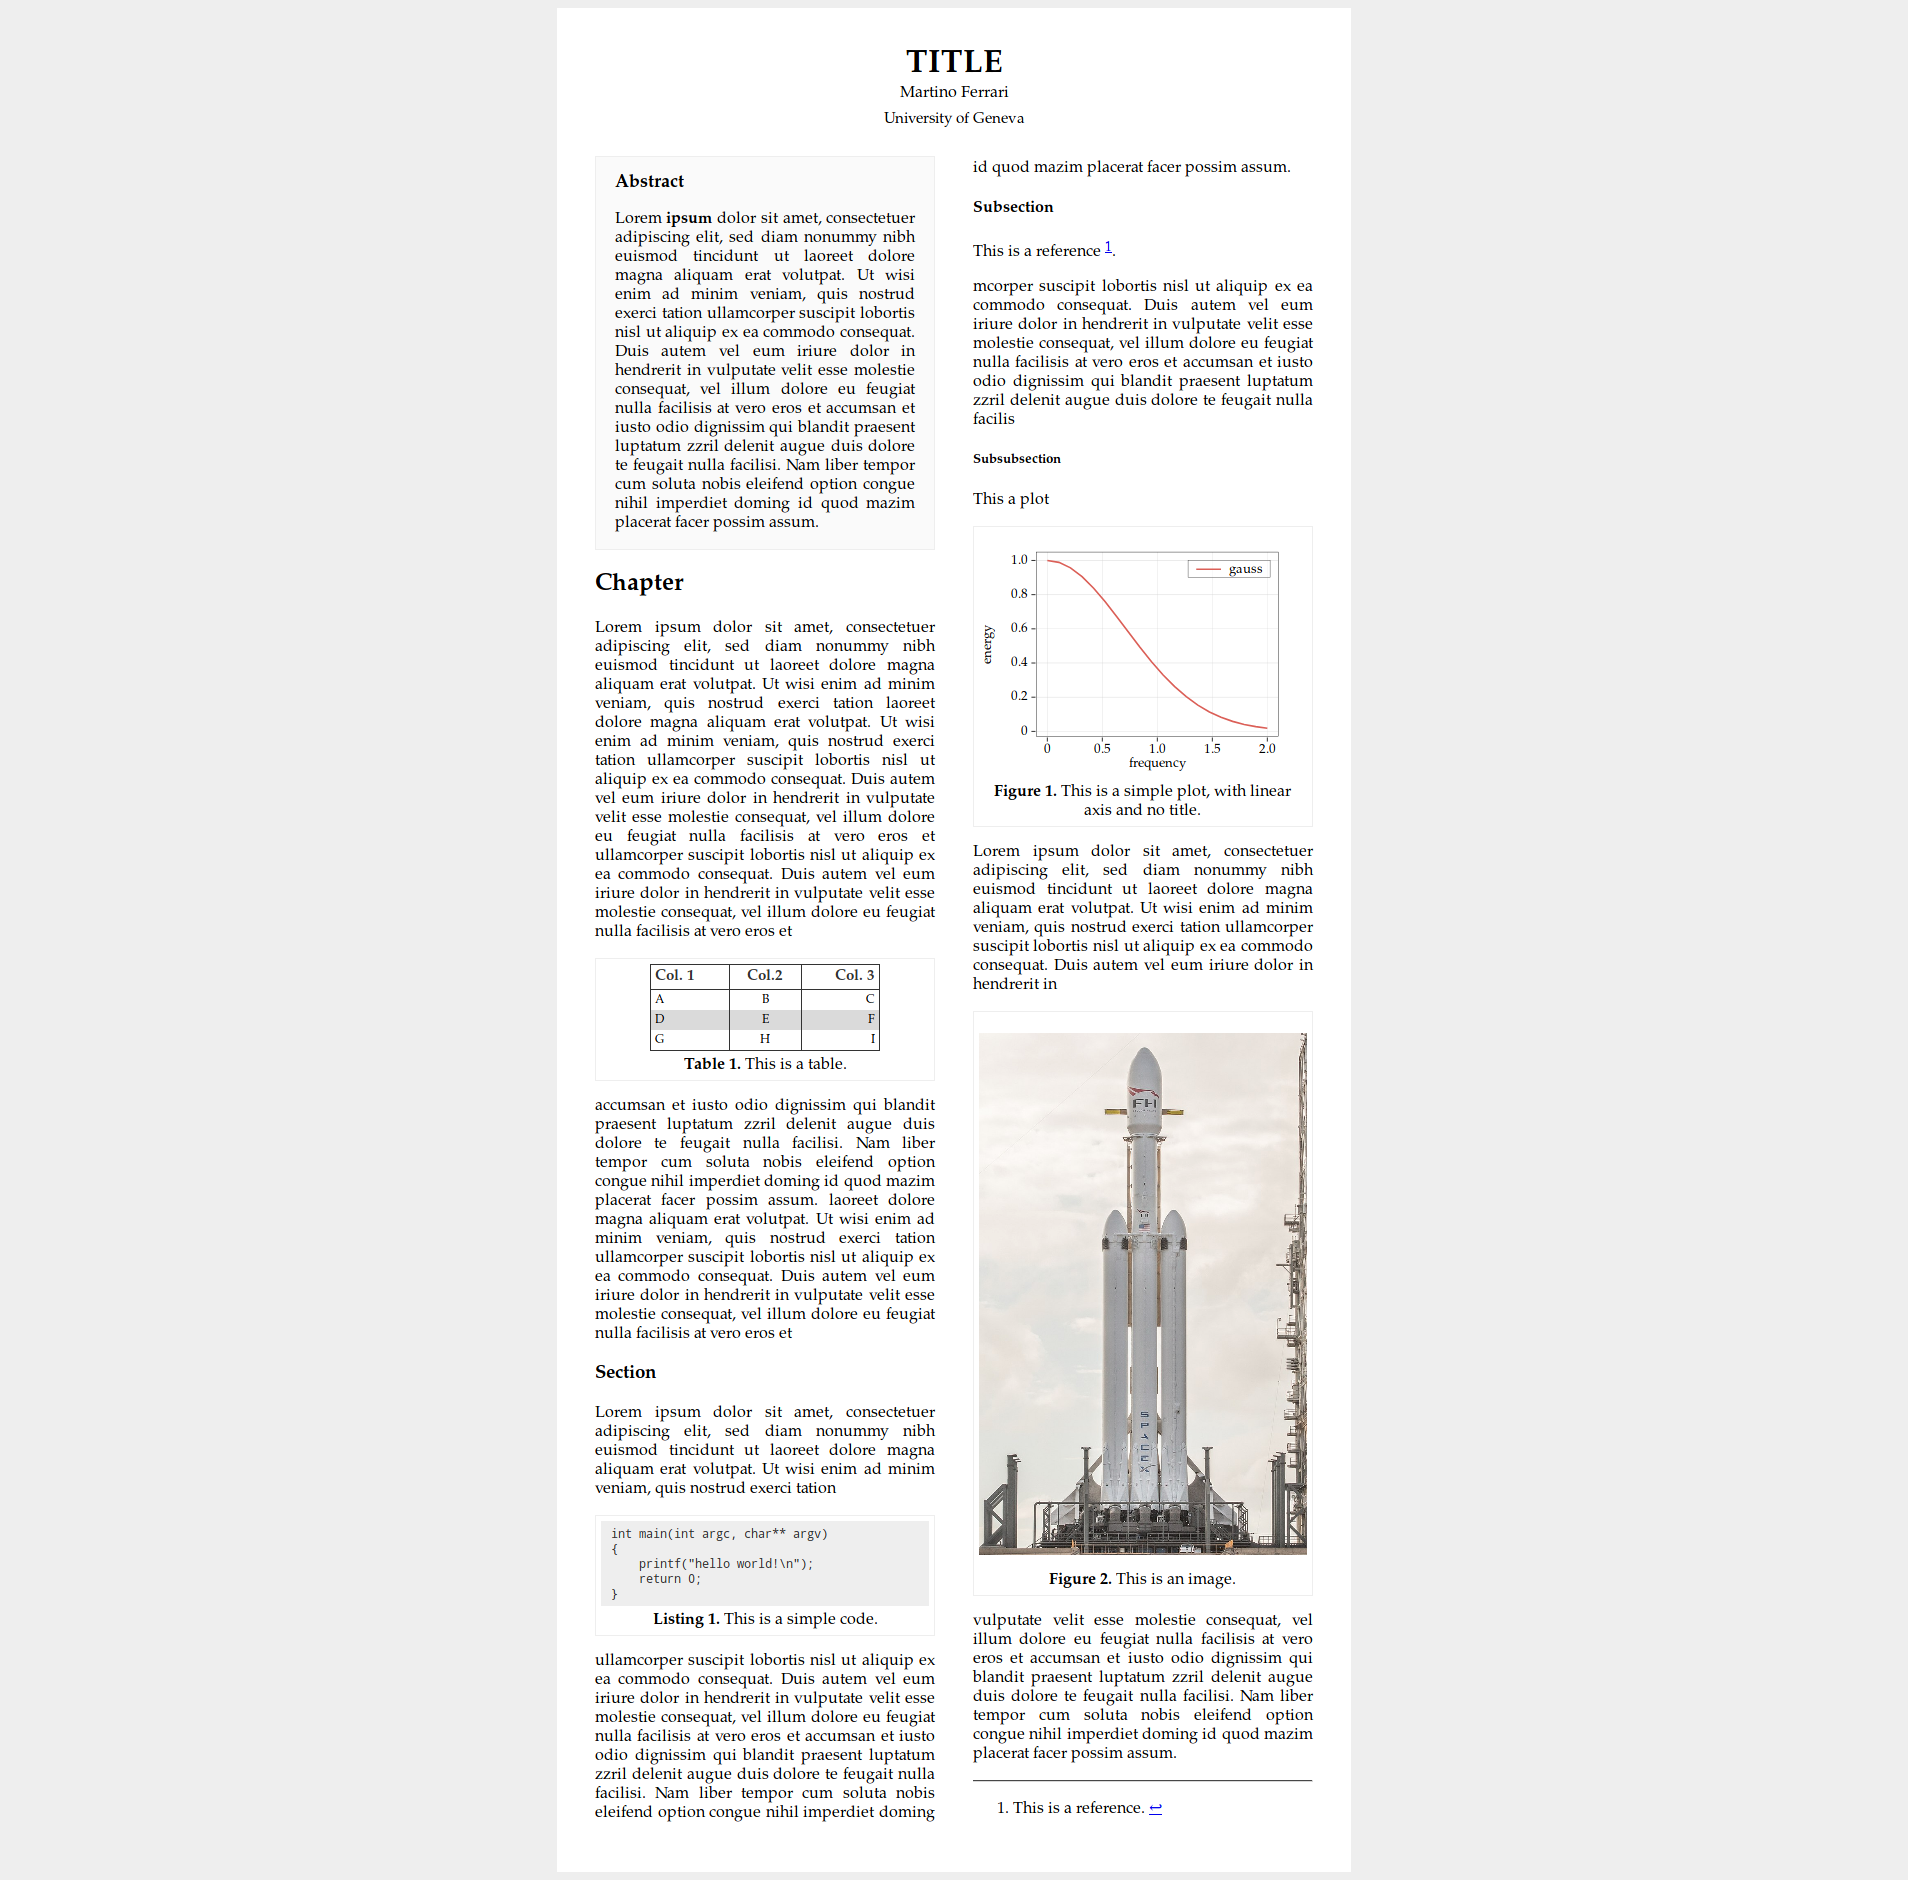 TITLE
Martino Ferrari
University of Geneva
Abstract
Lorem ipsum dolor sit amet, consectetuer
adipiscing elit, sed diam nonummy nibh
euismod tincidunt ut laoreet dolore
magna aliquam erat volutpat. Ut wisi
enim ad minim veniam, quis nostrud
exerci tation ullamcorper suscipit lobortis
nisl ut aliquip ex ea commodo consequat.
Duis autem vel eum iriure dolor in
hendrerit in vulputate velit esse molestie
consequat, vel illum dolore eu feugiat
nulla facilisis at vero eros et accumsan et
iusto odio dignissim qui blandit praesent
luptatum zzril delenit augue duis dolore
te feugait nulla facilisi. Nam liber tempor
cum soluta nobis eleifend option congue
nihil imperdiet doming id quod mazim
placerat facer possim assum.
Chapter
Lorem ipsum dolor sit amet, consectetuer
adipiscing elit, sed diam nonummy nibh
euismod tincidunt ut laoreet dolore magna
aliquam erat volutpat. Ut wisi enim ad minim
veniam, quis nostrud exerci tation laoreet
dolore magna aliquam erat volutpat. Ut wisi
enim ad minim veniam, quis nostrud exerci
tation ullamcorper suscipit lobortis nisl ut
aliquip ex ea commodo consequat. Duis autem
vel eum iriure dolor in hendrerit in vulputate
velit esse molestie consequat, vel illum dolore
eu feugiat nulla facilisis at vero eros et
ullamcorper suscipit lobortis nisl ut aliquip ex
ea commodo consequat. Duis autem vel eum
iriure dolor in hendrerit in vulputate velit esse
molestie consequat, vel illum dolore eu feugiat
nulla facilisis at vero eros et
Col. 1 Col.2 Col. 3
A B C
D E F
G H I
Table 1. This is a table.
accumsan et iusto odio dignissim qui blandit
praesent luptatum zzril delenit augue duis
dolore te feugait nulla facilisi. Nam liber
tempor cum soluta nobis eleifend option
congue nihil imperdiet doming id quod mazim
placerat facer possim assum. laoreet dolore
magna aliquam erat volutpat. Ut wisi enim ad
minim veniam, quis nostrud exerci tation
ullamcorper suscipit lobortis nisl ut aliquip ex
ea commodo consequat. Duis autem vel eum
iriure dolor in hendrerit in vulputate velit esse
molestie consequat, vel illum dolore eu feugiat
nulla facilisis at vero eros et
Section
Lorem ipsum dolor sit amet, consectetuer
adipiscing elit, sed diam nonummy nibh
euismod tincidunt ut laoreet dolore magna
aliquam erat volutpat. Ut wisi enim ad minim
veniam, quis nostrud exerci tation
int main(int argc, char** argv)
{
printf("hello world!\n");
return 0;
}
Listing 1. This is a simple code.
ullamcorper suscipit lobortis nisl ut aliquip ex
ea commodo consequat. Duis autem vel eum
iriure dolor in hendrerit in vulputate velit esse
molestie consequat, vel illum dolore eu feugiat
nulla facilisis at vero eros et accumsan et iusto
odio dignissim qui blandit praesent luptatum
zzril delenit augue duis dolore te feugait nulla
facilisi. Nam liber tempor cum soluta nobis
eleifend option congue nihil imperdiet doming
id quod mazim placerat facer possim assum.
Subsection
This is a reference 1.
mcorper suscipit lobortis nisl ut aliquip ex ea
commodo consequat. Duis autem vel eum
iriure dolor in hendrerit in vulputate velit esse
molestie consequat, vel illum dolore eu feugiat
nulla facilisis at vero eros et accumsan et iusto
odio dignissim qui blandit praesent luptatum
zzril delenit augue duis dolore te feugait nulla
facilis
Subsubsection
This a plot
gauss
1.0
0.8
0.6
0.4
0.2
0
energy
0 0.5 1.0 1.5 2.0
frequency
Figure 1. This is a simple plot, with linear
axis and no title.
Lorem ipsum dolor sit amet, consectetuer
adipiscing elit, sed diam nonummy nibh
euismod tincidunt ut laoreet dolore magna
aliquam erat volutpat. Ut wisi enim ad minim
veniam, quis nostrud exerci tation ullamcorper
suscipit lobortis nisl ut aliquip ex ea commodo
consequat. Duis autem vel eum iriure dolor in
hendrerit in
FH
SPACEX
Figure 2. This is an image.
vulputate velit esse molestie consequat, vel
illum dolore eu feugiat nulla facilisis at vero
eros et accumsan et iusto odio dignissim qui
blandit praesent luptatum zzril delenit augue
duis dolore te feugait nulla facilisi. Nam liber
tempor cum soluta nobis eleifend option
congue nihil imperdiet doming id quod mazim
placerat facer possim assum.
1. This is a reference. ↩